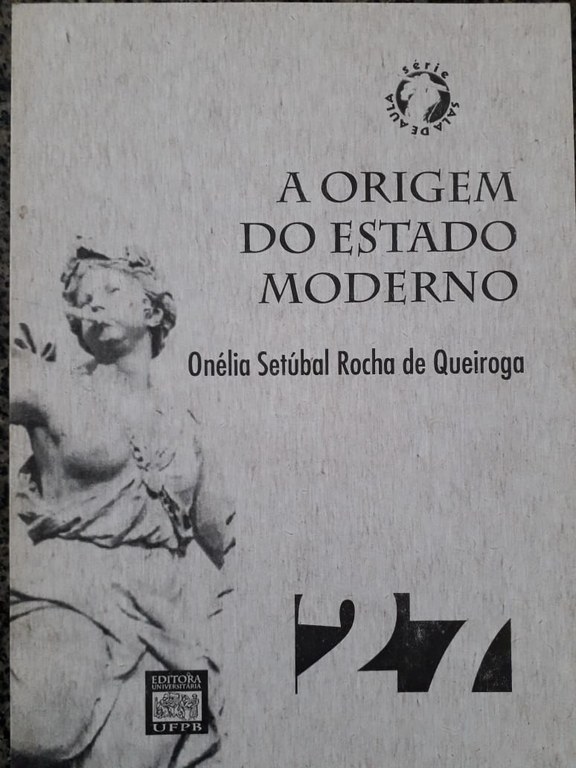 série
SALA DE AULA
A ORIGEM
DO ESTADO
MODERNO
Onélia Setúbal Rocha de Queiroga
27
EDITORA
UNIVERSITÁRIA
UFPB